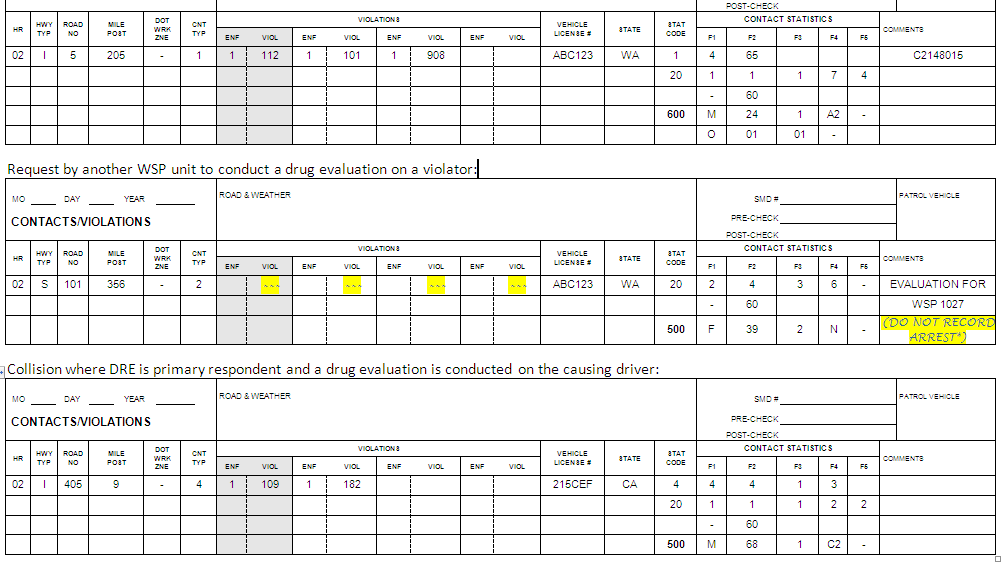 POST-CHECK
HR HWY TYP ROAD NO MILE POST DOT WRK ZNE CNT TYP VIOLATIONS VEHICLE LICENSE # STATE STAT CODE CONTACT STATISTICS COMMENTS
ENF VIOL ENF VIOL ENF VIOL ENF VIOL F1 F2 F3 F4 F5
02 I 5 205 - 1 1 112 1 101 1 908 ABC123 WA 1 4 65 C2148015
20 1 1 1 7 4
- 60
600 M 24 1 A2 -
O 01 01 -
Request by another WSP unit to conduct a drug evaluation on a violator:
MO ____ DAY ____ YEAR ____ ROAD & WEATHER SMD # PATROL VEHICLE
CONTACTS/VIOLATIONS PRE-CHECK
POST-CHECK
HR HWY TYP ROAD NO MILE POST DOT WRK ZNE CNT TYP VIOLATIONS VEHICLE LICENSE # STATE STAT CODE CONTACT STATISTICS COMMENTS
ENF VIOL ENF VIOL ENF VIOL ENF VIOL F1 F2 F3 F4 F5
02 S 101 356 - 2 ~~~ ~~~ ~~~ ~~~ ABC123 WA 20 2 4 3 6 - EVALUATION FOR
- 60 WSP 1027
500 F 39 2 N - (DO NOT RECORD
ARREST*)
Collision where DRE is primary respondent and a drug evaluation is conducted on the causing driver:
MO ____ DAY ____ YEAR ____ ROAD & WEATHER SMD # PATROL VEHICLE
CONTACTS/VIOLATIONS PRE-CHECK
POST-CHECK
HR HWY TYP ROAD NO MILE POST DOT WRK ZNE CNT TYP VIOLATIONS VEHICLE LICENSE # STATE STAT CODE CONTACT STATISTICS COMMENTS
ENF VIOL ENF VIOL ENF VIOL ENF VIOL F1 F2 F3 F4 F5
02 I 405 9 - 4 1 109 1 182 215CEF CA 4 4 4 1 3
20 1 1 1 2 2
- 60
500 M 68 1 C2 -